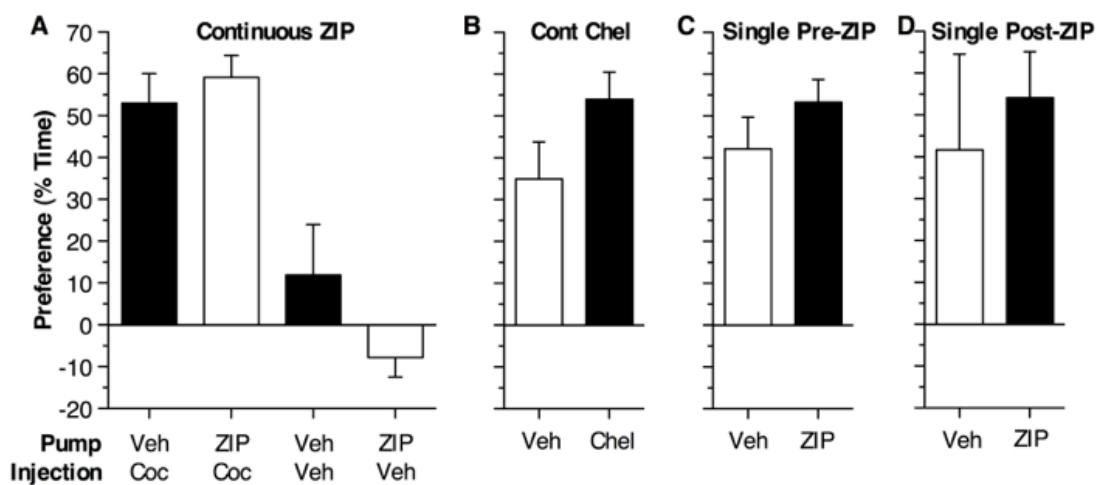 A Continuous ZIP
B Cont Chel
C Single Pre-ZIP
D Single Post-ZIP
Preference (% Time)
70
60
50
40
30
20
10
0
-10
-20
Pump Veh ZIP Veh ZIP
Injection Coc Coc Veh Veh
Veh Chel
Veh ZIP
Veh ZIP